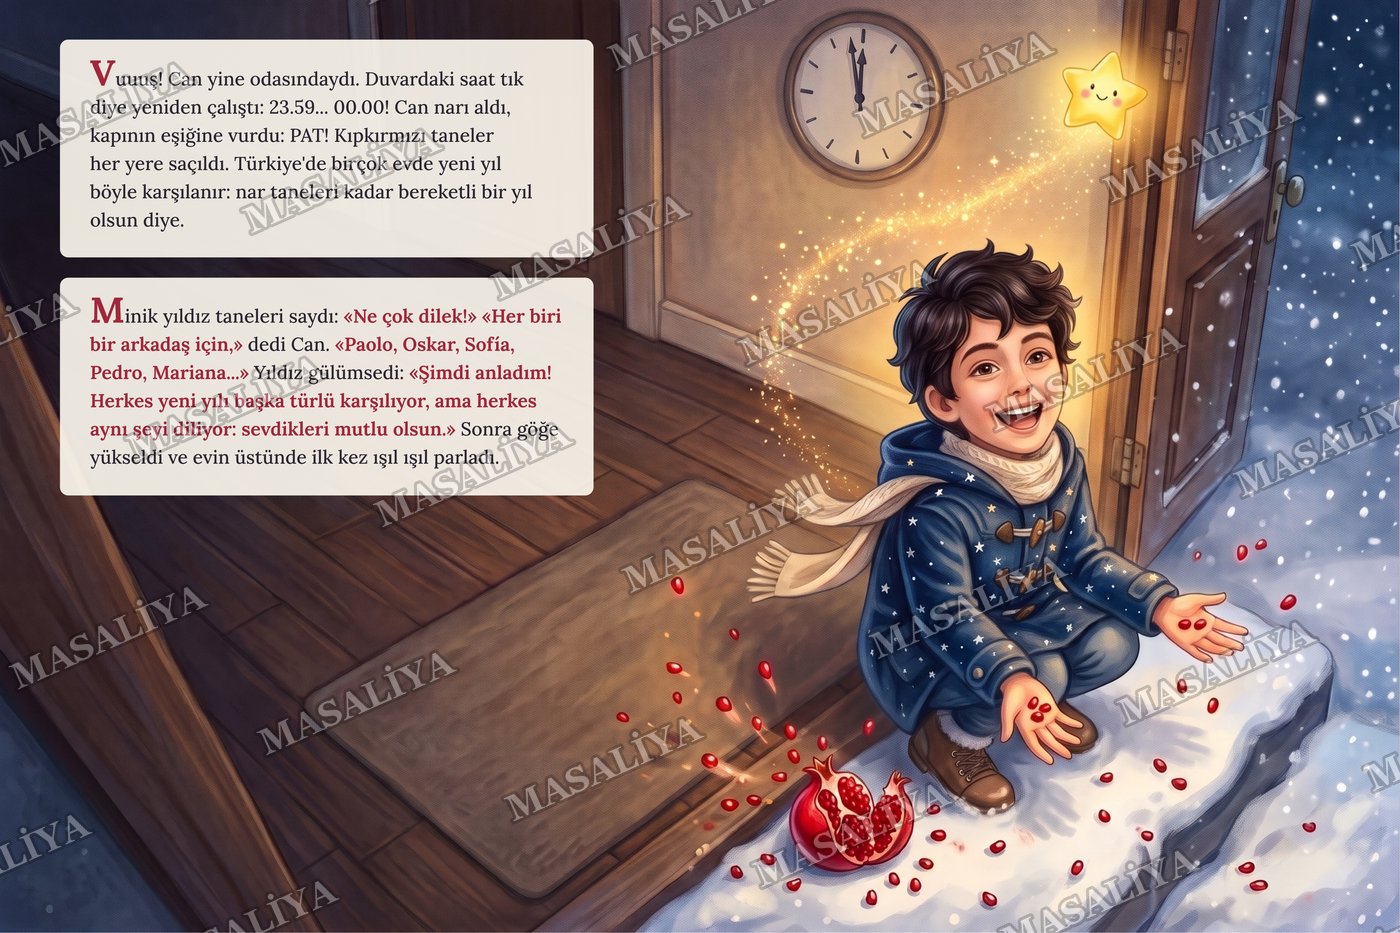 Vuuuş! Can yine odasındaydı. Duvardaki saat tık
diye yeniden çalıştı: 23.59... 00.00! Can narı aldı,
kapının eşiğine vurdu: PAT! Kıpkırmızı taneler
her yere saçıldı. Türkiye'de birçok evde yeni yıl
böyle karşılanır: nar taneleri kadar bereketli bir yıl
olsun diye.
Minik yıldız taneleri saydı: «Ne çok dilek!» «Her biri
bir arkadaş için,» dedi Can. «Paolo, Oskar, Sofía,
Pedro, Mariana...» Yıldız gülümsedi: «Şimdi anladım!
Herkes yeni yılı başka türlü karşılıyor, ama herkes
aynı şeyi diliyor: sevdikleri mutlu olsun.» Sonra göğe
yükseldi ve evin üstünde ilk kez ışıl ışıl parladı.
MASALİYA